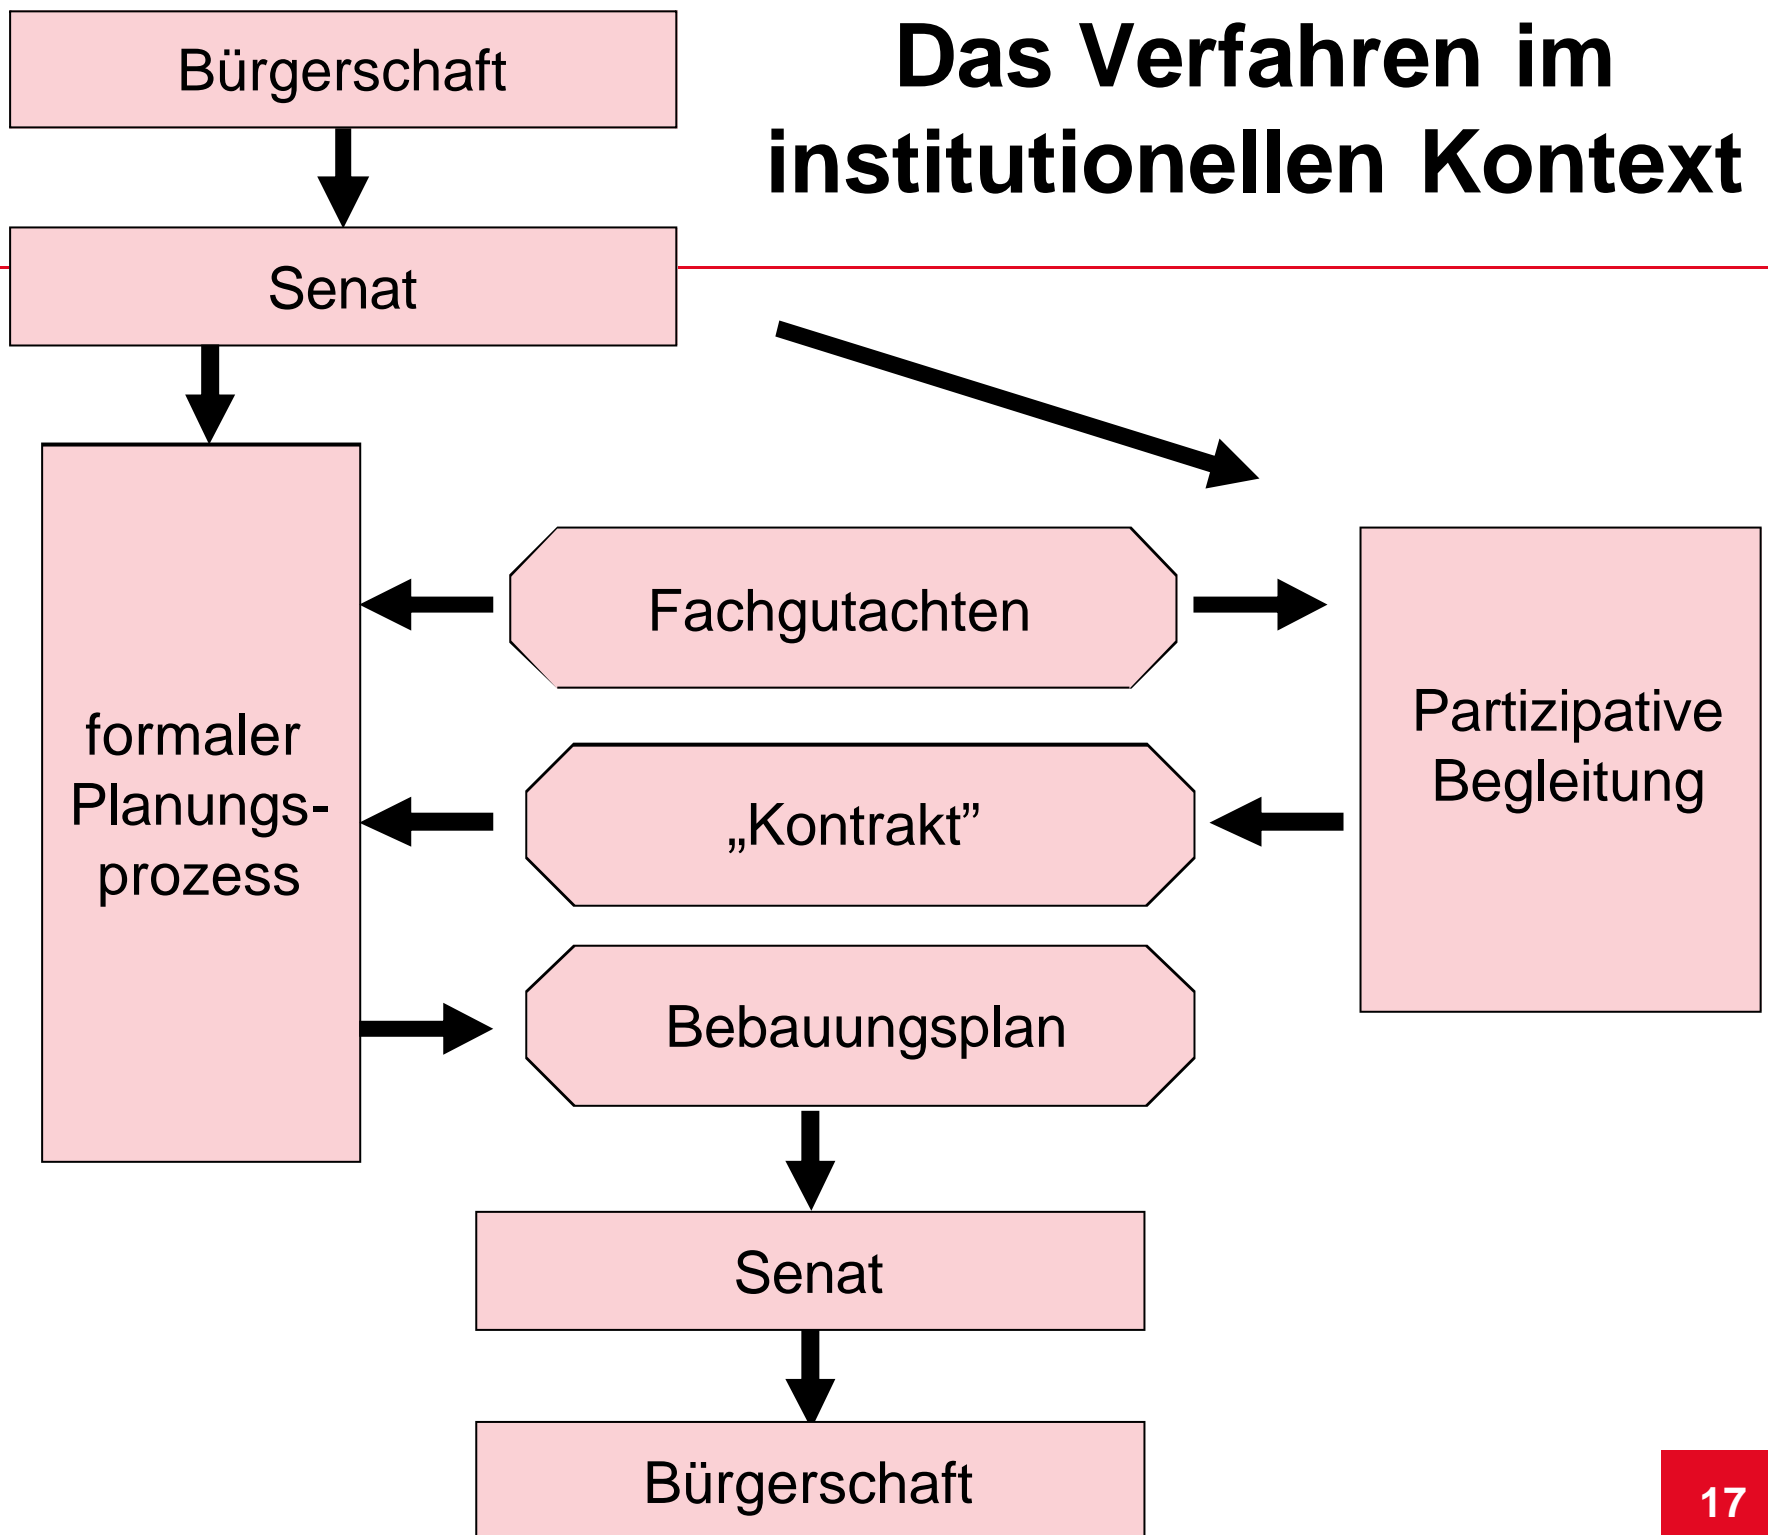 Das Verfahren im
institutionellen Kontext
Bürgerschaft
Senat
formaler
Planungs-
prozess
Fachgutachten
„Kontrakt”
Bebauungsplan
Partizipative
Begleitung
Senat
Bürgerschaft
17